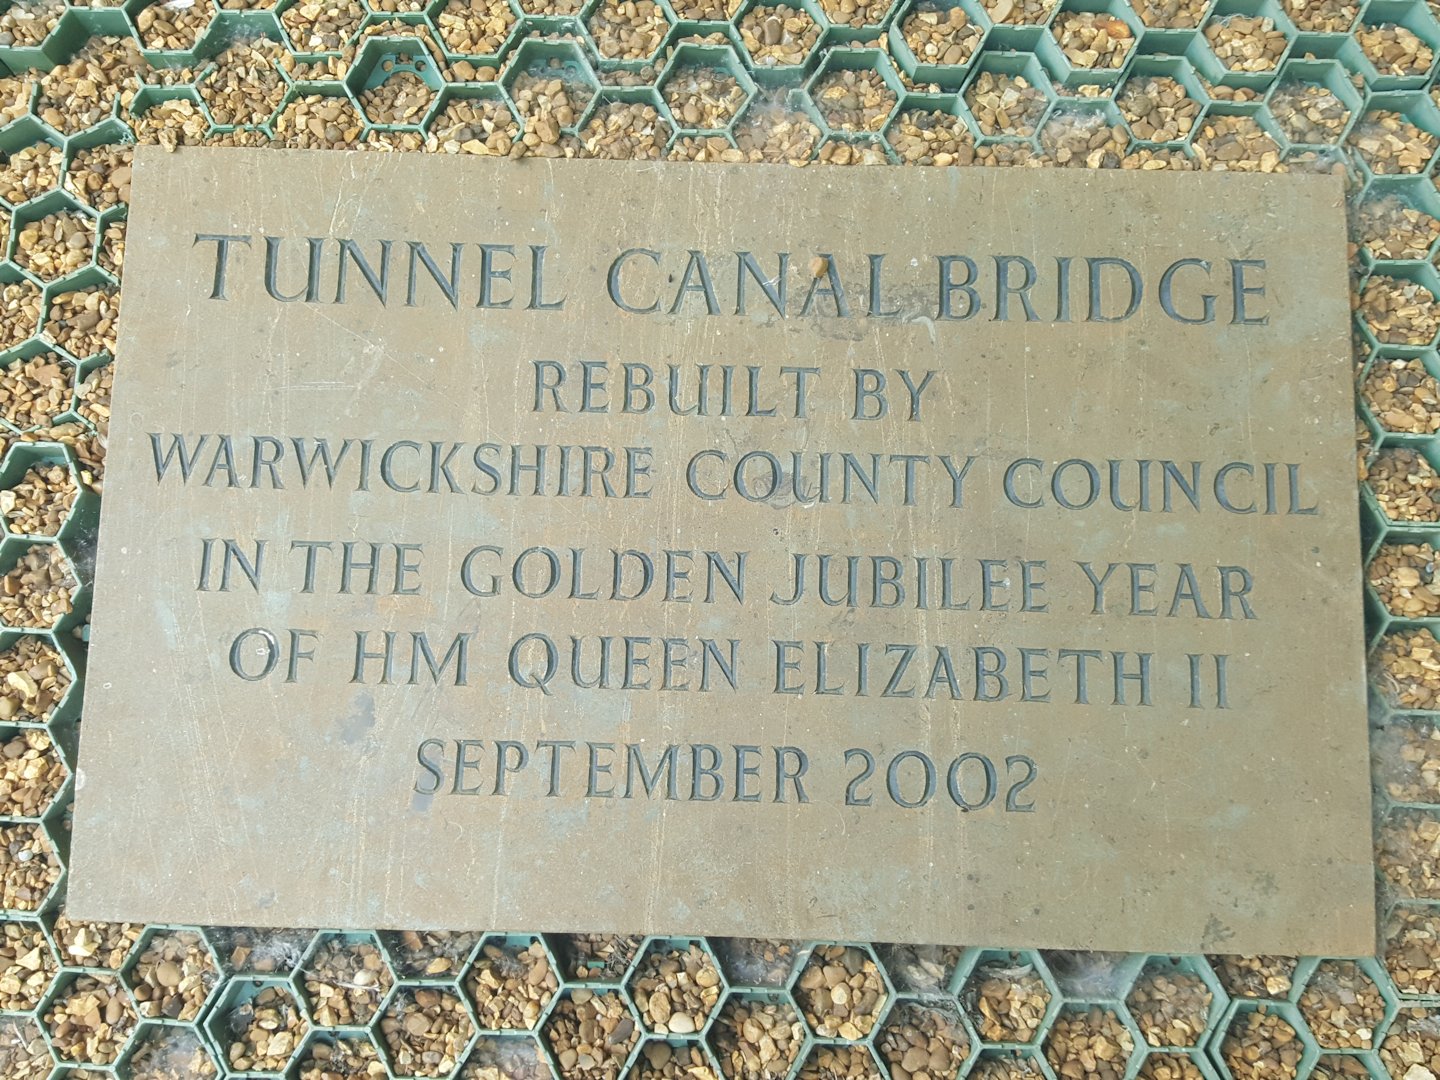 TUNNEL CANAL BRIDGE
REBUILT BY
WARWICKSHIRE COUNTY COUNCIL
IN THE GOLDEN JUBILEE YEAR
OF HM QUEEN ELIZABETH II
SEPTEMBER 2002